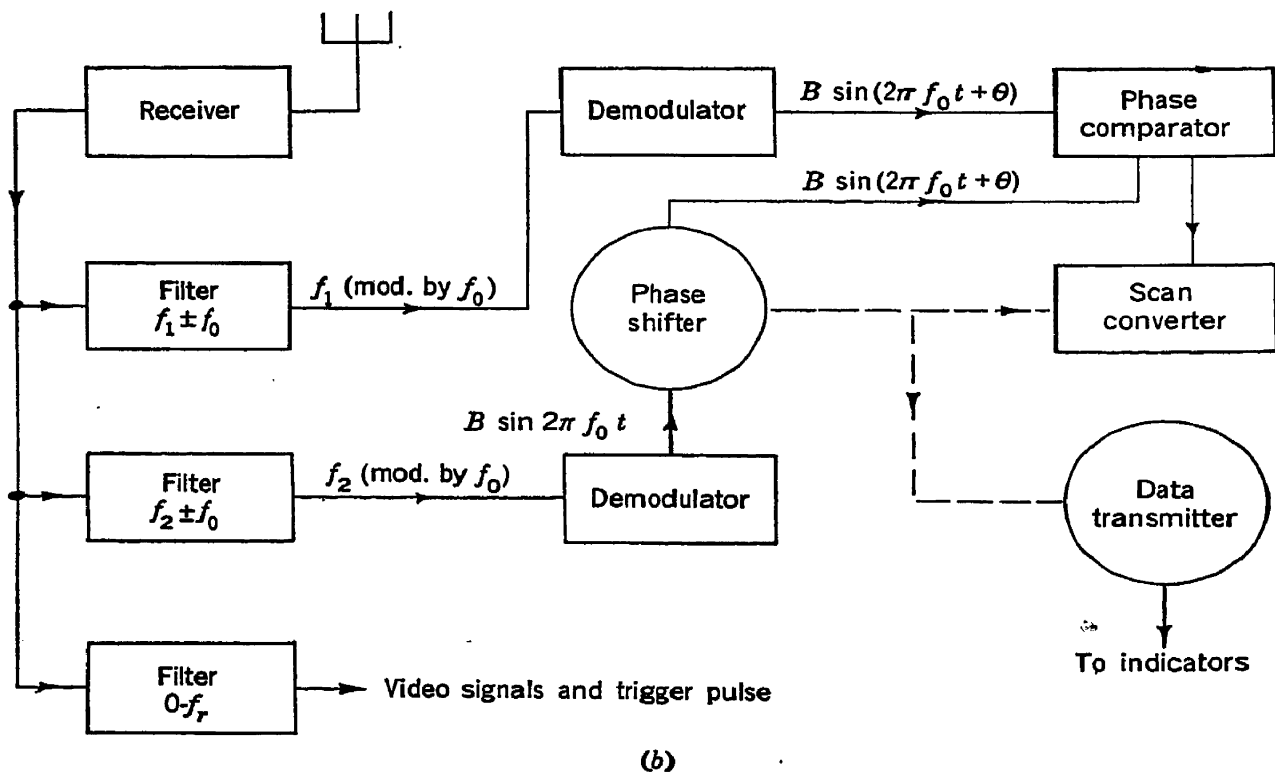 Receiver
Demodulator
B sin (2π f₀ t + θ)
Phase
comparator
B sin (2π f₀ t + θ)
Filter
f₁ ± f₀
f₁ (mod. by f₀)
Phase
shifter
Scan
converter
B sin 2π f₀ t
Filter
f₂ ± f₀
f₂ (mod. by f₀)
Demodulator
Data
transmitter
Filter
0-fᵣ
Video signals and trigger pulse
To indicators
(b)